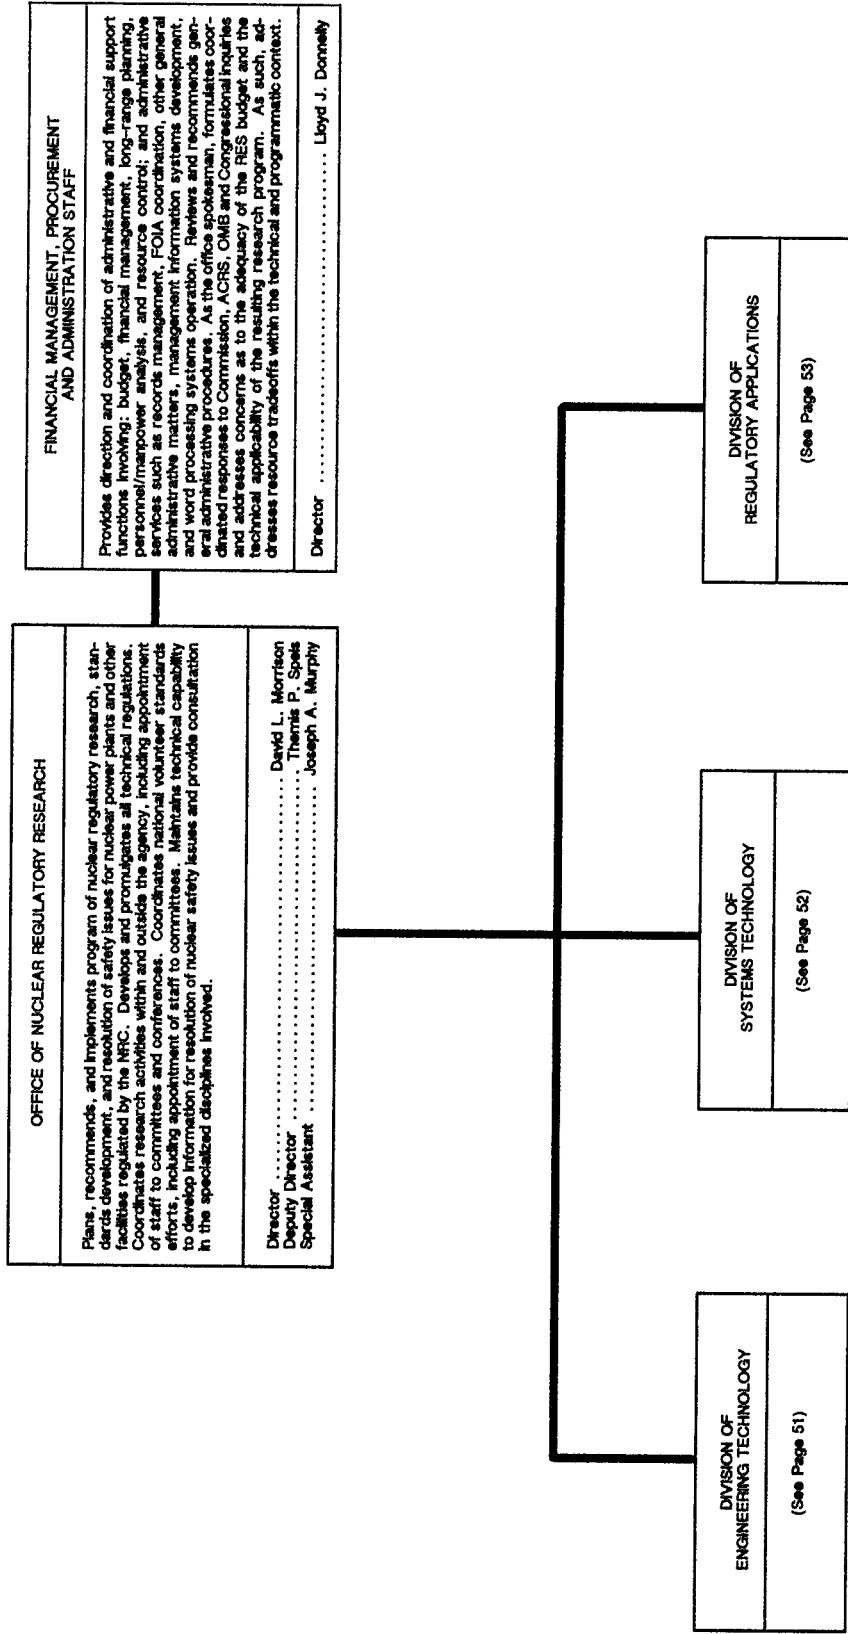 OFFICE OF NUCLEAR REGULATORY RESEARCH
Plans, recommends, and implements program of nuclear regulatory research, stan-
dards development, and resolution of safety issues for nuclear power plants and other
facilities regulated by the NRC. Develops and promulgates all technical regulations.
Coordinates research activities within and outside the agency, including appointment
of staff to committees and conferences. Coordinates national volunteer standards
efforts, including appointment of staff to committees. Maintains technical capability
to develop information for resolution of nuclear safety issues and provide consultation
in the specialized disciplines involved.
Director .......................................... David L. Morrison
Deputy Director .................................. Themis P. Speis
Special Assistant ................................ Joseph A. Murphy
FINANCIAL MANAGEMENT, PROCUREMENT
AND ADMINISTRATION STAFF
Provides direction and coordination of administrative and financial support
functions involving: budget, financial management, long-range planning,
personnel/manpower analysis, and resource control; and administrative
services such as records management, FOIA coordination, other general
administrative matters, management information systems development,
and word processing systems operation. Reviews and recommends gen-
eral administrative procedures. As the office spokesman, formulates coor-
dinated responses to Commission, ACRS, OMB and Congressional inquiries
and addresses concerns as to the adequacy of the RES budget and the
technical applicability of the resulting research program. As such, ad-
dresses resource tradeoffs within the technical and programmatic context.
Director .................................. Lloyd J. Donnelly
DIVISION OF
ENGINEERING TECHNOLOGY
(See Page 51)
DIVISION OF
SYSTEMS TECHNOLOGY
(See Page 52)
DIVISION OF
REGULATORY APPLICATIONS
(See Page 53)